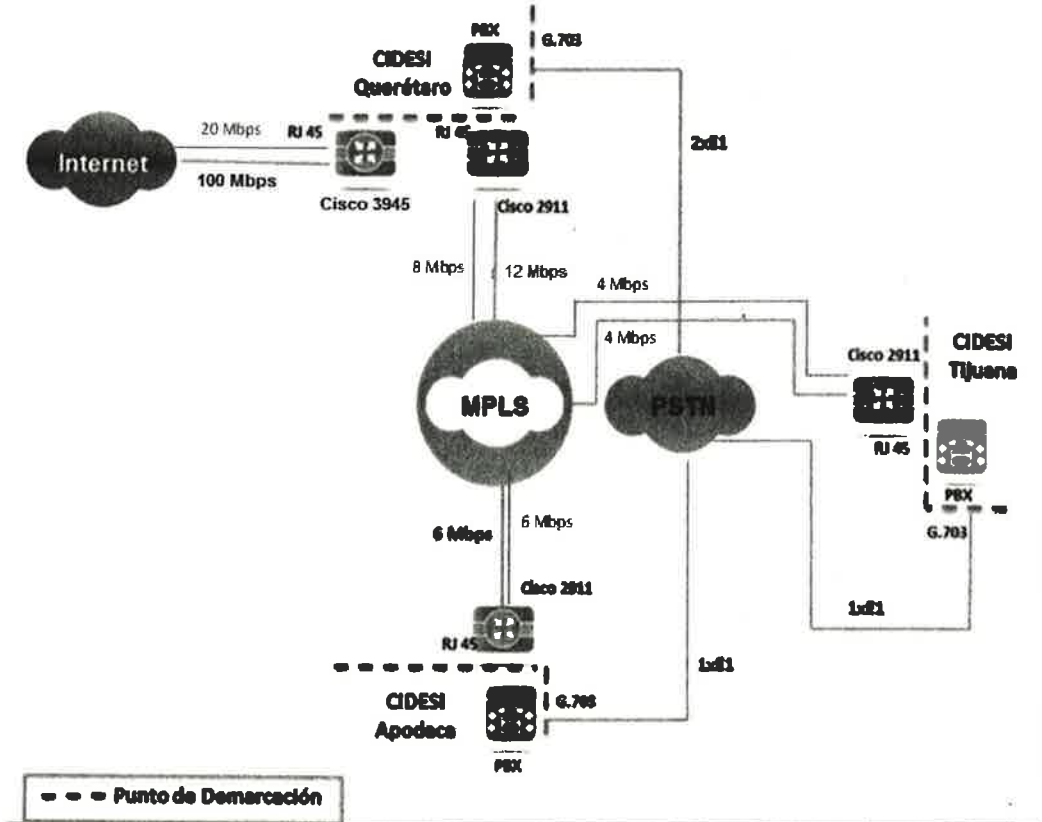 PBX
G.703
CIDESI
Querétaro
20 Mbps
RJ 45
RJ 45
Internet
100 Mbps
Cisco 3945
Cisco 2911
2xE1
8 Mbps
12 Mbps
4 Mbps
4 Mbps
CIDESI
Tijuana
Cisco 2911
MPLS
PSTN
RJ 45
PBX
G.703
6 Mbps
6 Mbps
Cisco 2911
1xE1
RJ 45
1xE1
CIDESI
Apodaca
G.703
PBX
Punto de Demarcación